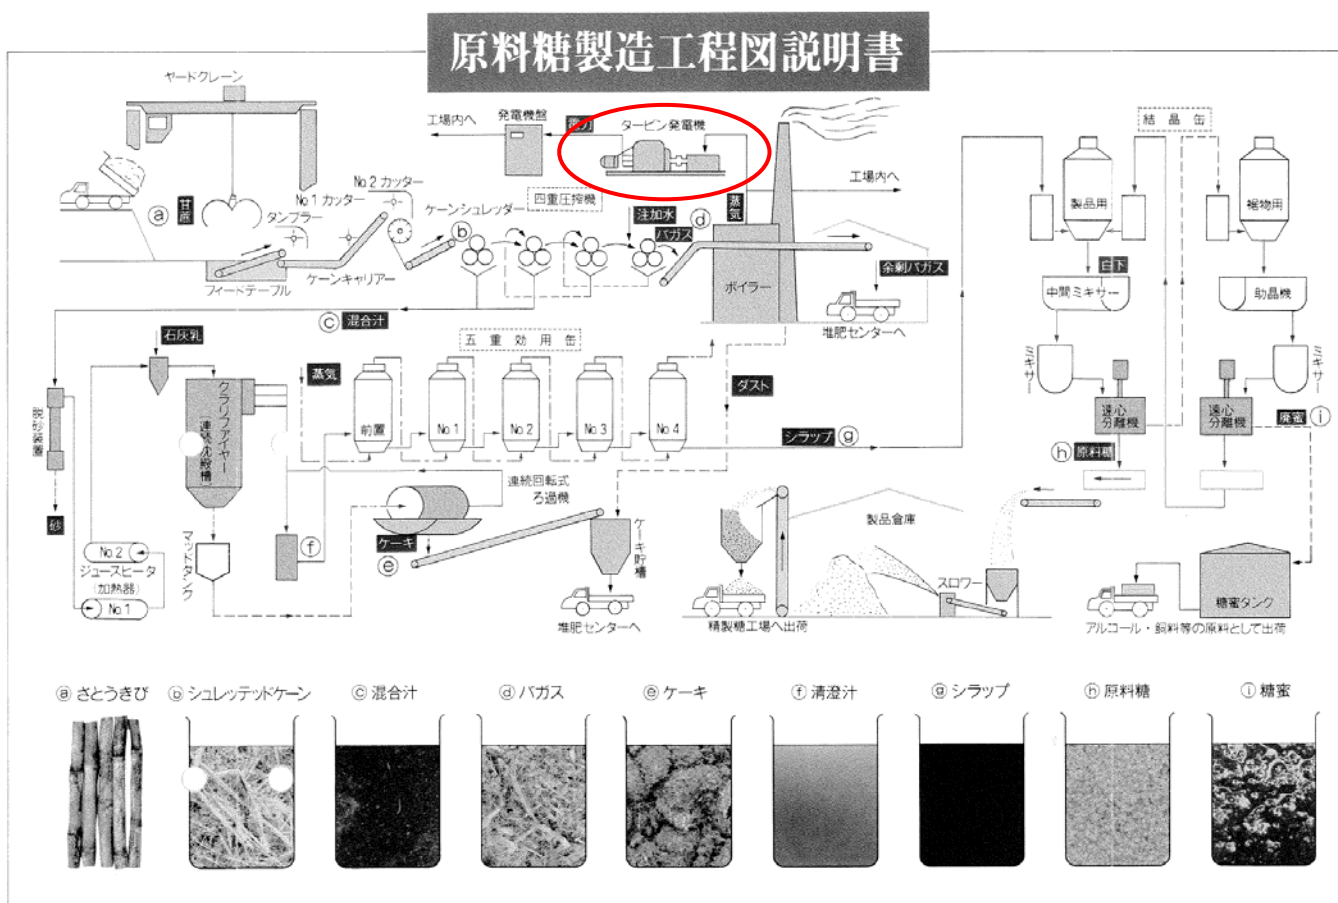 原料糖製造工程図説明書
ヤードクレーン
工場内へ
発電機盤
電力
タービン発電機
結晶缶
No.2 カッター
No.1 カッター
四重圧搾機
工場内へ
製品用
裾物用
ⓐ 甘蔗
タンブラー
ケーンシュレッダー
ⓑ
注加水
バガス
ⓓ
蒸気
ケーンキャリアー
フィードテーブル
ボイラー
余剰バガス
白下
中間ミキサー
助晶機
堆肥センターへ
ⓒ 混合汁
石灰乳
五重効用缶
蒸気
ダスト
ミキサー
ミキサー
脱砂装置
クラリファイヤー
(連続沈殿槽)
前置
No.1
No.2
No.3
No.4
シラップ ⓖ
遠心分離機
遠心分離機
廃蜜 ⓘ
ⓗ 原料糖
砂
連続回転式
ろ過機
製品倉庫
No.2
ジュースヒータ
(加熱器)
No.1
マッドタンク
ⓕ
ケーキ
ⓔ
ケーキ貯槽
スロワー
糖蜜タンク
堆肥センターへ
精製糖工場へ出荷
アルコール・飼料等の原料として出荷
ⓐ さとうきび
ⓑ シュレッテッドケーン
ⓒ 混合汁
ⓓ バガス
ⓔ ケーキ
ⓕ 清澄汁
ⓖ シラップ
ⓗ 原料糖
ⓘ 糖蜜